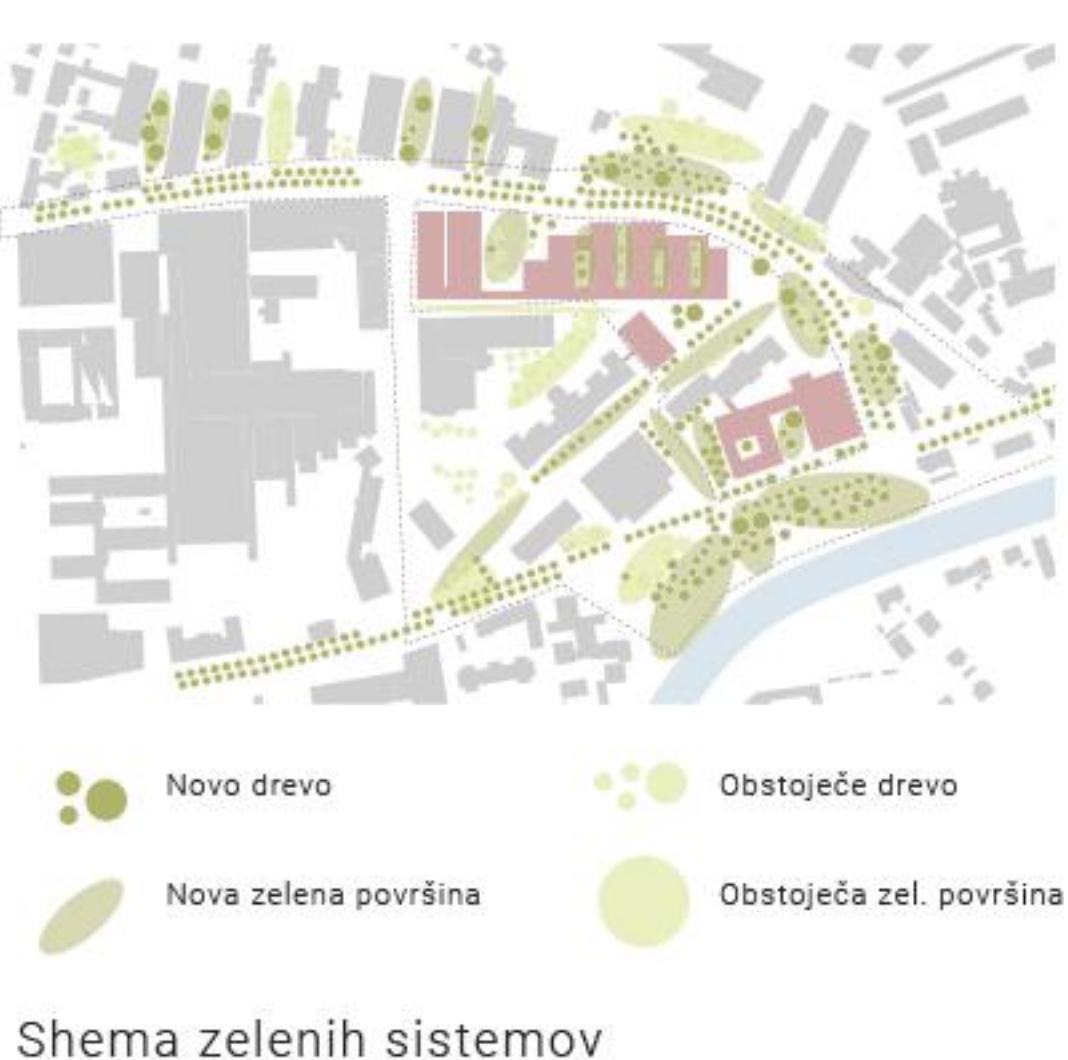 Novo drevo
Obstoječe drevo
Nova zelena površina
Obstoječa zel. površina
Shema zelenih sistemov